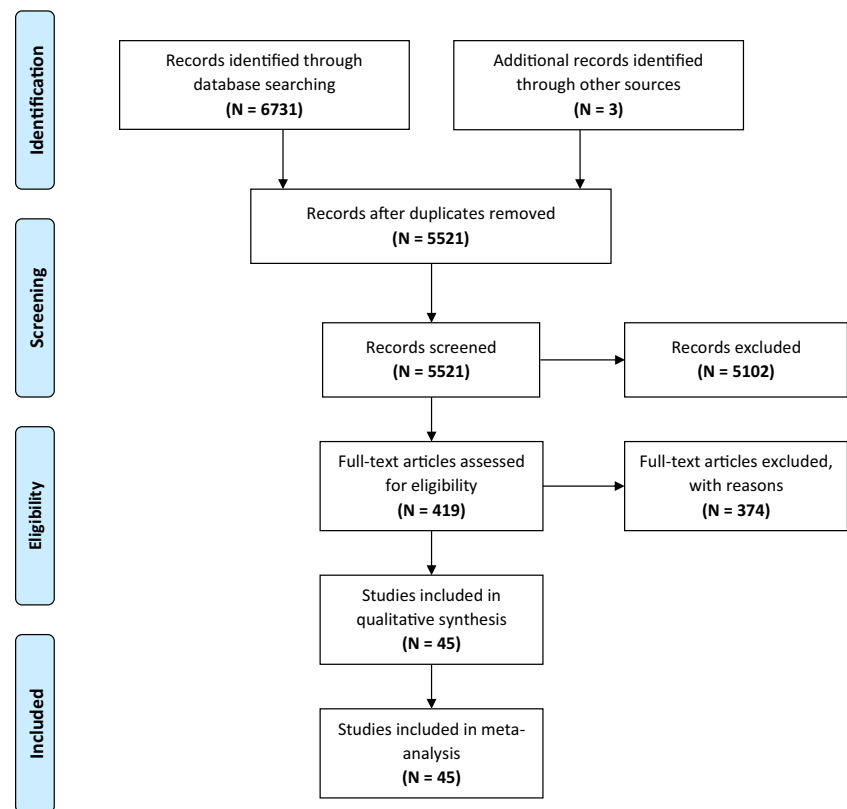 Identification
Records identified through
database searching
(N = 6731)
Additional records identified
through other sources
(N = 3)
Records after duplicates removed
(N = 5521)
Screening
Records screened
(N = 5521)
Records excluded
(N = 5102)
Eligibility
Full-text articles assessed
for eligibility
(N = 419)
Full-text articles excluded,
with reasons
(N = 374)
Studies included in
qualitative synthesis
(N = 45)
Included
Studies included in meta-
analysis
(N = 45)